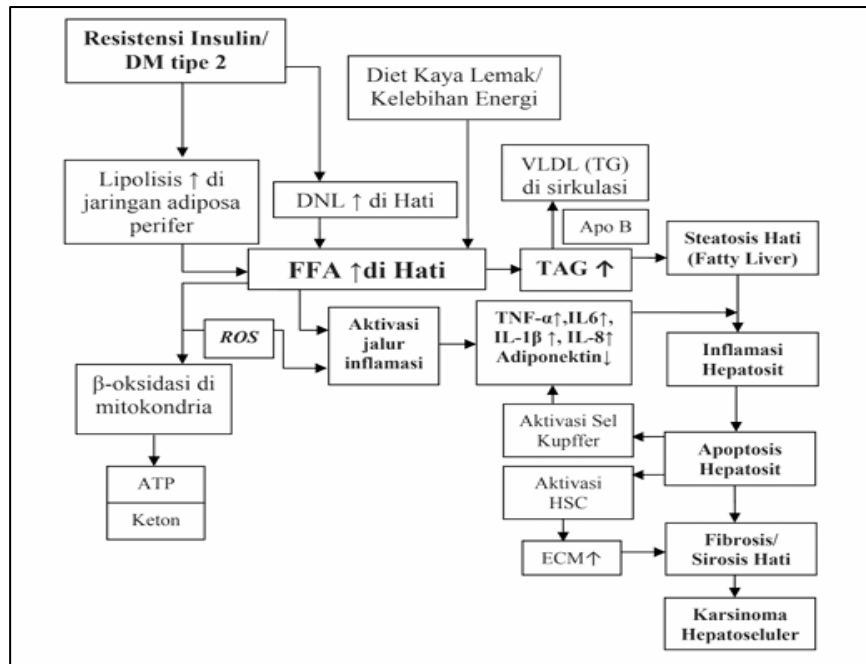 Resistensi Insulin/
DM tipe 2
Diet Kaya Lemak/
Kelebihan Energi
Lipolisis ↑ di
jaringan adiposa
perifer
DNL ↑ di Hati
VLDL (TG)
di sirkulasi
Apo B
FFA ↑di Hati
TAG ↑
Steatosis Hati
(Fatty Liver)
ROS
Aktivasi
jalur
inflamasi
TNF-α↑,IL6↑,
IL-1β ↑, IL-8↑
Adiponektin↓
Inflamasi
Hepatosit
β-oksidasi di
mitokondria
Aktivasi Sel
Kupffer
Apoptosis
Hepatosit
ATP
Keton
Aktivasi
HSC
ECM↑
Fibrosis/
Sirosis Hati
Karsinoma
Hepatoseluler